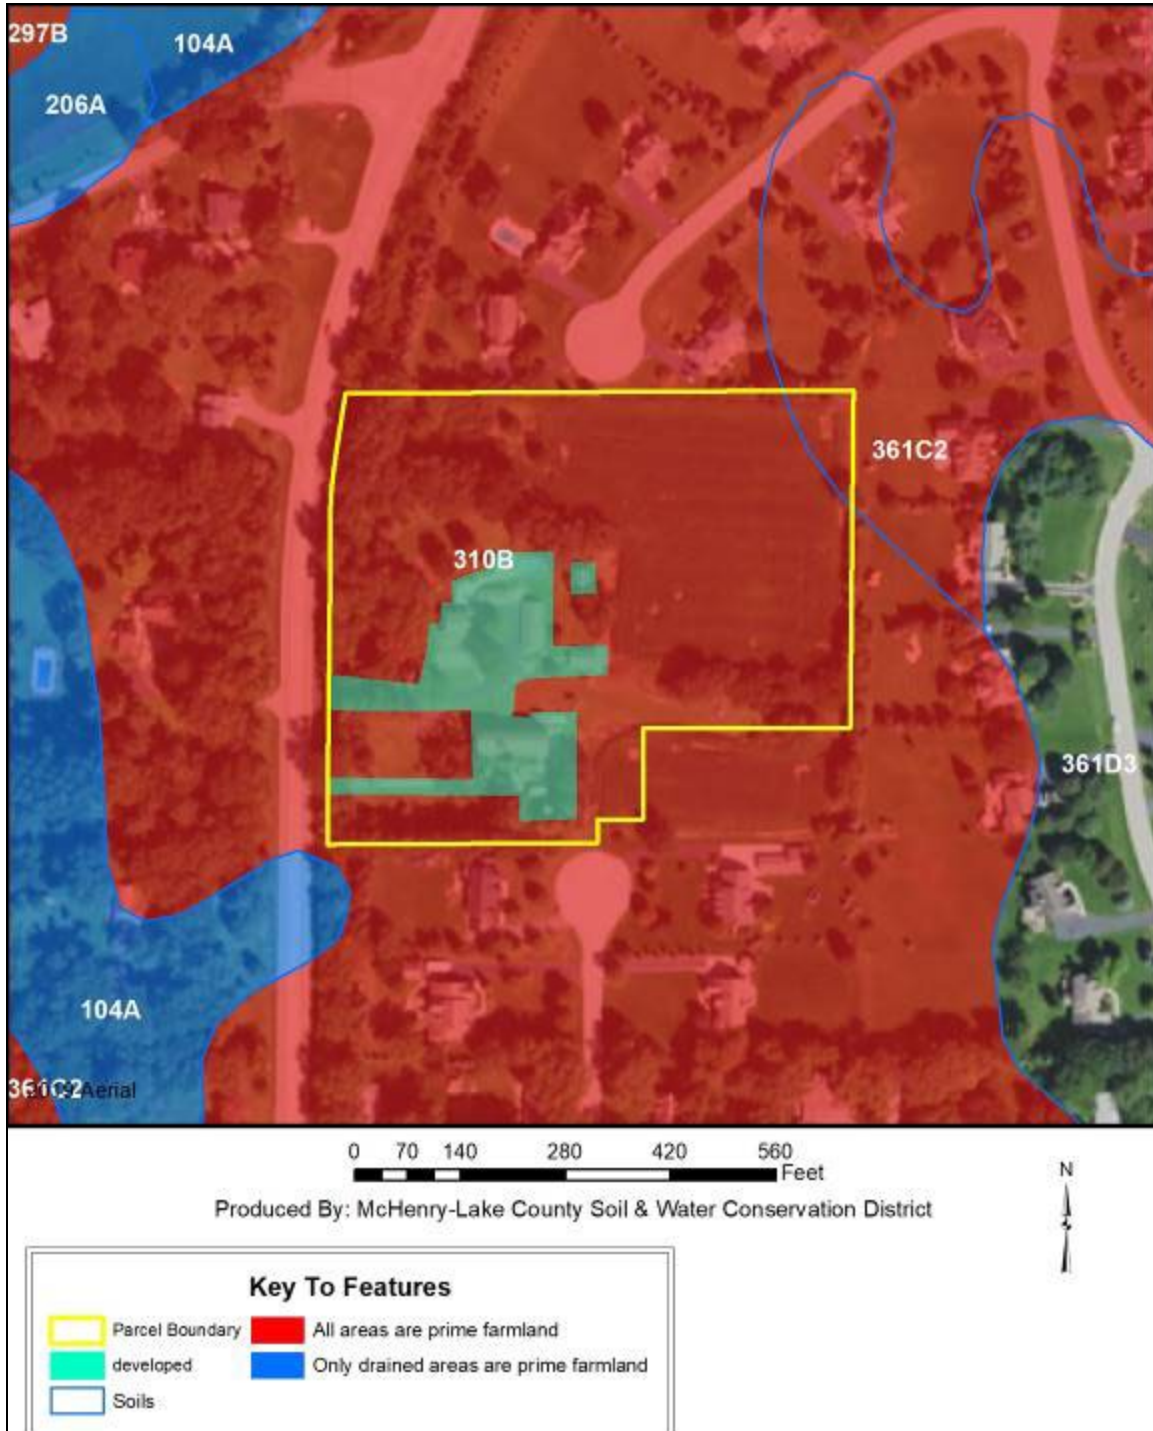 297B
104A
206A
361C2
310B
361D3
104A
361C2
2019 Aerial
0 70 140 280 420 560
Feet
N
Produced By: McHenry-Lake County Soil & Water Conservation District
Key To Features
Parcel Boundary All areas are prime farmland
developed Only drained areas are prime farmland
Soils